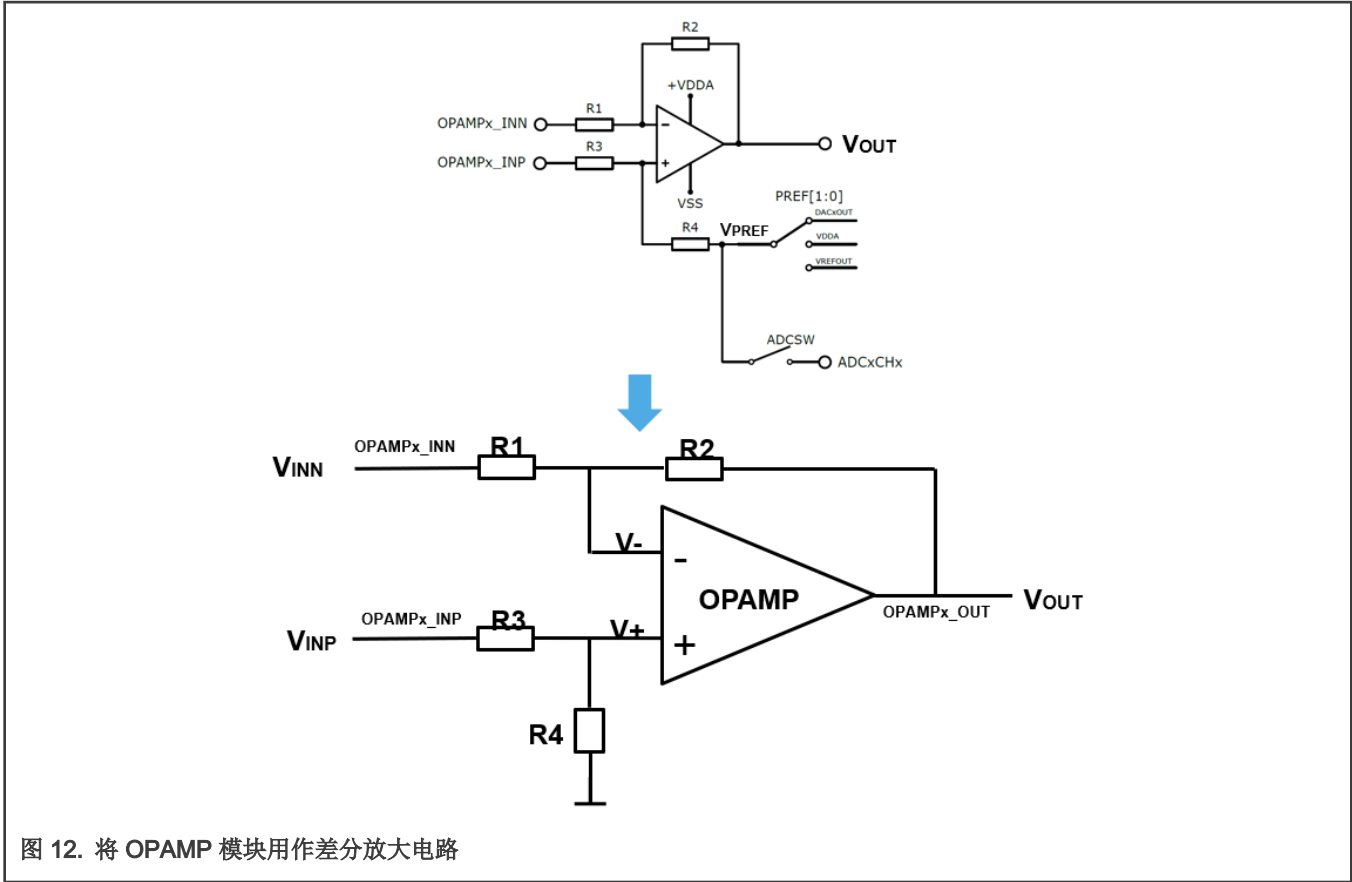 R2
+VDDA
R1
OPAMPx_INN
-
VOUT
R3
OPAMPx_INP
+
VSS
PREF[1:0]
DACxOUT
R4
VPREF
VDDA
VREFOUT
ADCSW
ADCxCHx
OPAMPx_INN
R1
R2
VINN
V-
-
OPAMP
VOUT
OPAMPx_OUT
OPAMPx_INP
R3
V+
VINP
+
R4
图 12. 将 OPAMP 模块用作差分放大电路